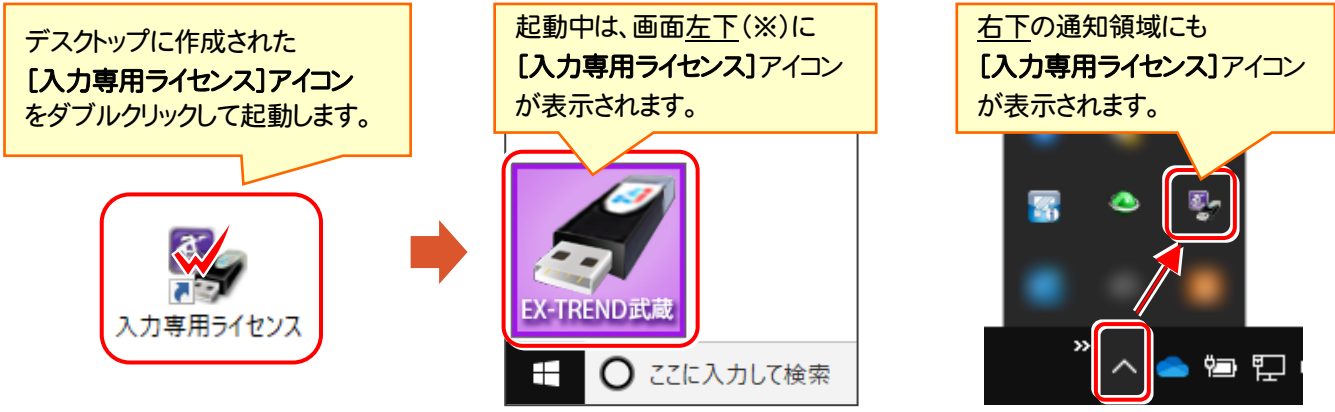 デスクトップに作成された
[入力専用ライセンス]アイコン
をダブルクリックして起動します。
入力専用ライセンス
起動中は、画面左下(※)に
[入力専用ライセンス]アイコン
が表示されます。
EX-TREND武蔵
ここに入力して検索
右下の通知領域にも
[入力専用ライセンス]アイコン
が表示されます。